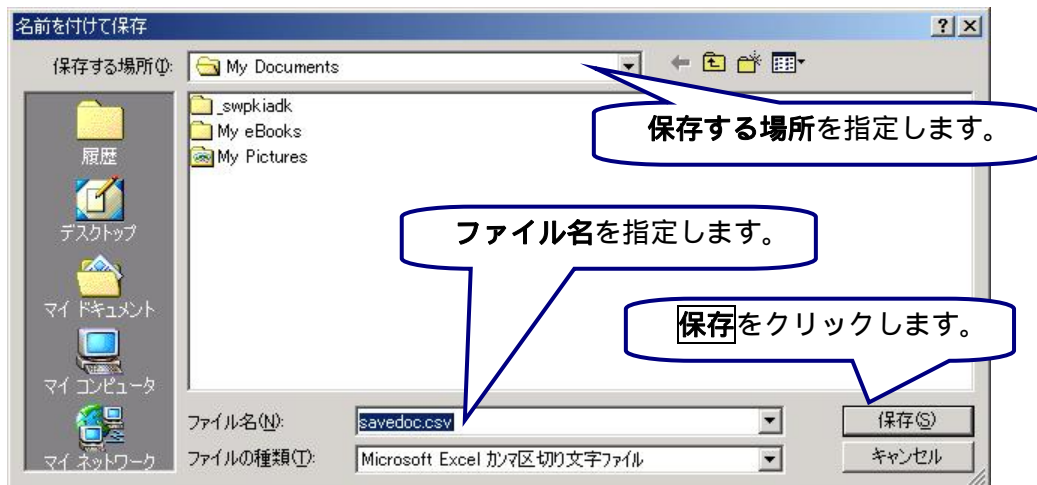 名前を付けて保存
保存する場所(I):
My Documents
保存する場所を指定します。
_swpkiadk
My eBooks
My Pictures
履歴
デスクトップ
マイ ドキュメント
マイ コンピュータ
マイ ネットワーク
ファイル名を指定します。
保存をクリックします。
ファイル名(N):
savedoc.csv
保存(S)
ファイルの種類(T):
Microsoft Excel カンマ区切り文字ファイル
キャンセル